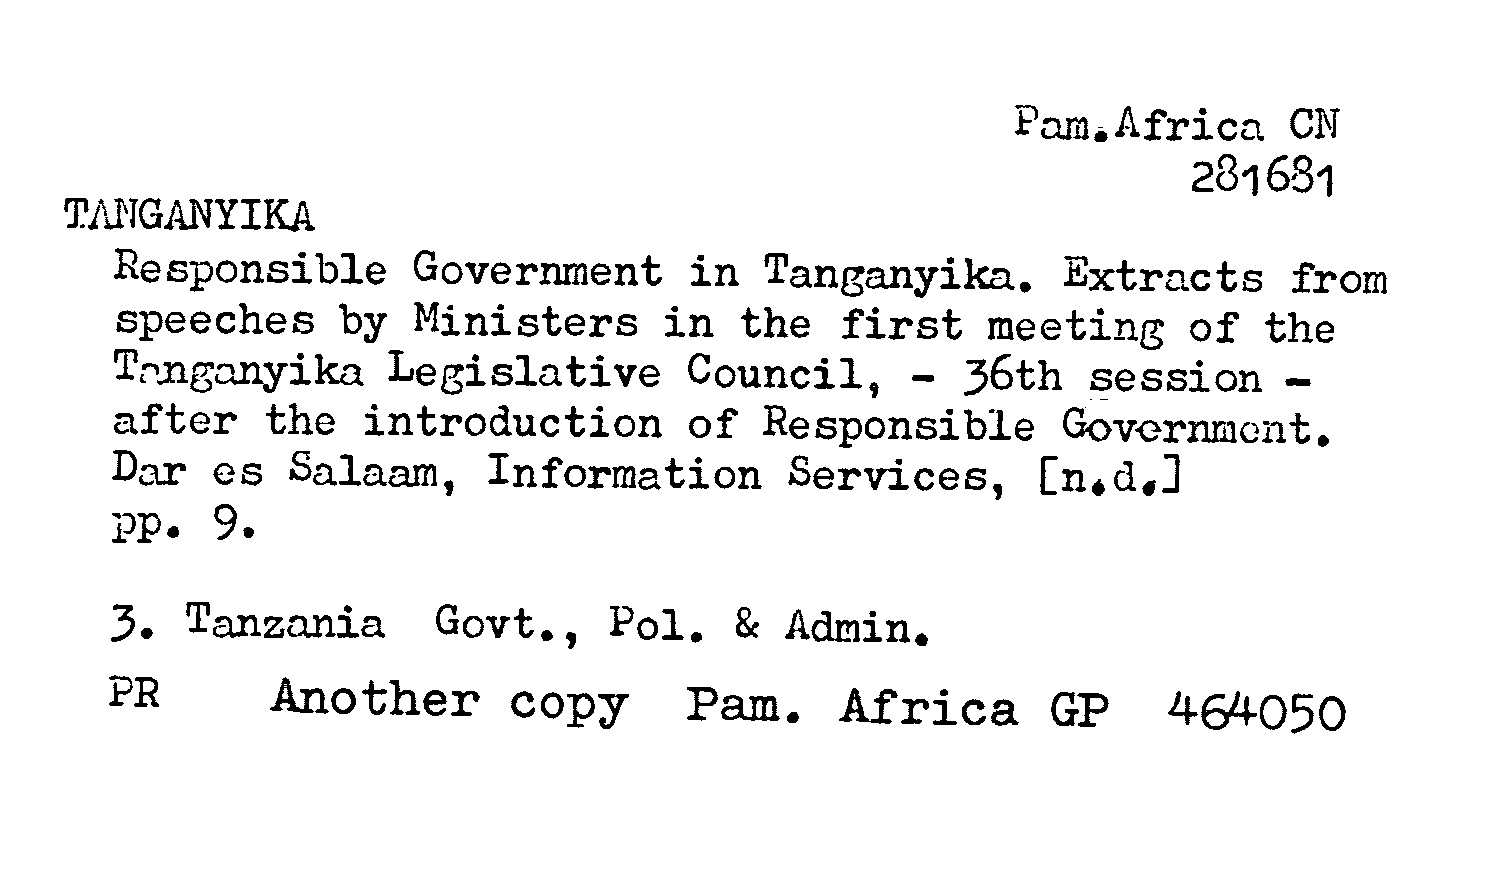 Pam.Africa CN
281681
TANGANYIKA
Responsible Government in Tanganyika. Extracts from
speeches by Ministers in the first meeting of the
Tanganyika Legislative Council, - 36th session -
after the introduction of Responsible Government.
Dar es Salaam, Information Services, [n.d.]
pp. 9.
3. Tanzania Govt., Pol. & Admin.
PR Another copy Pam. Africa GP 464050